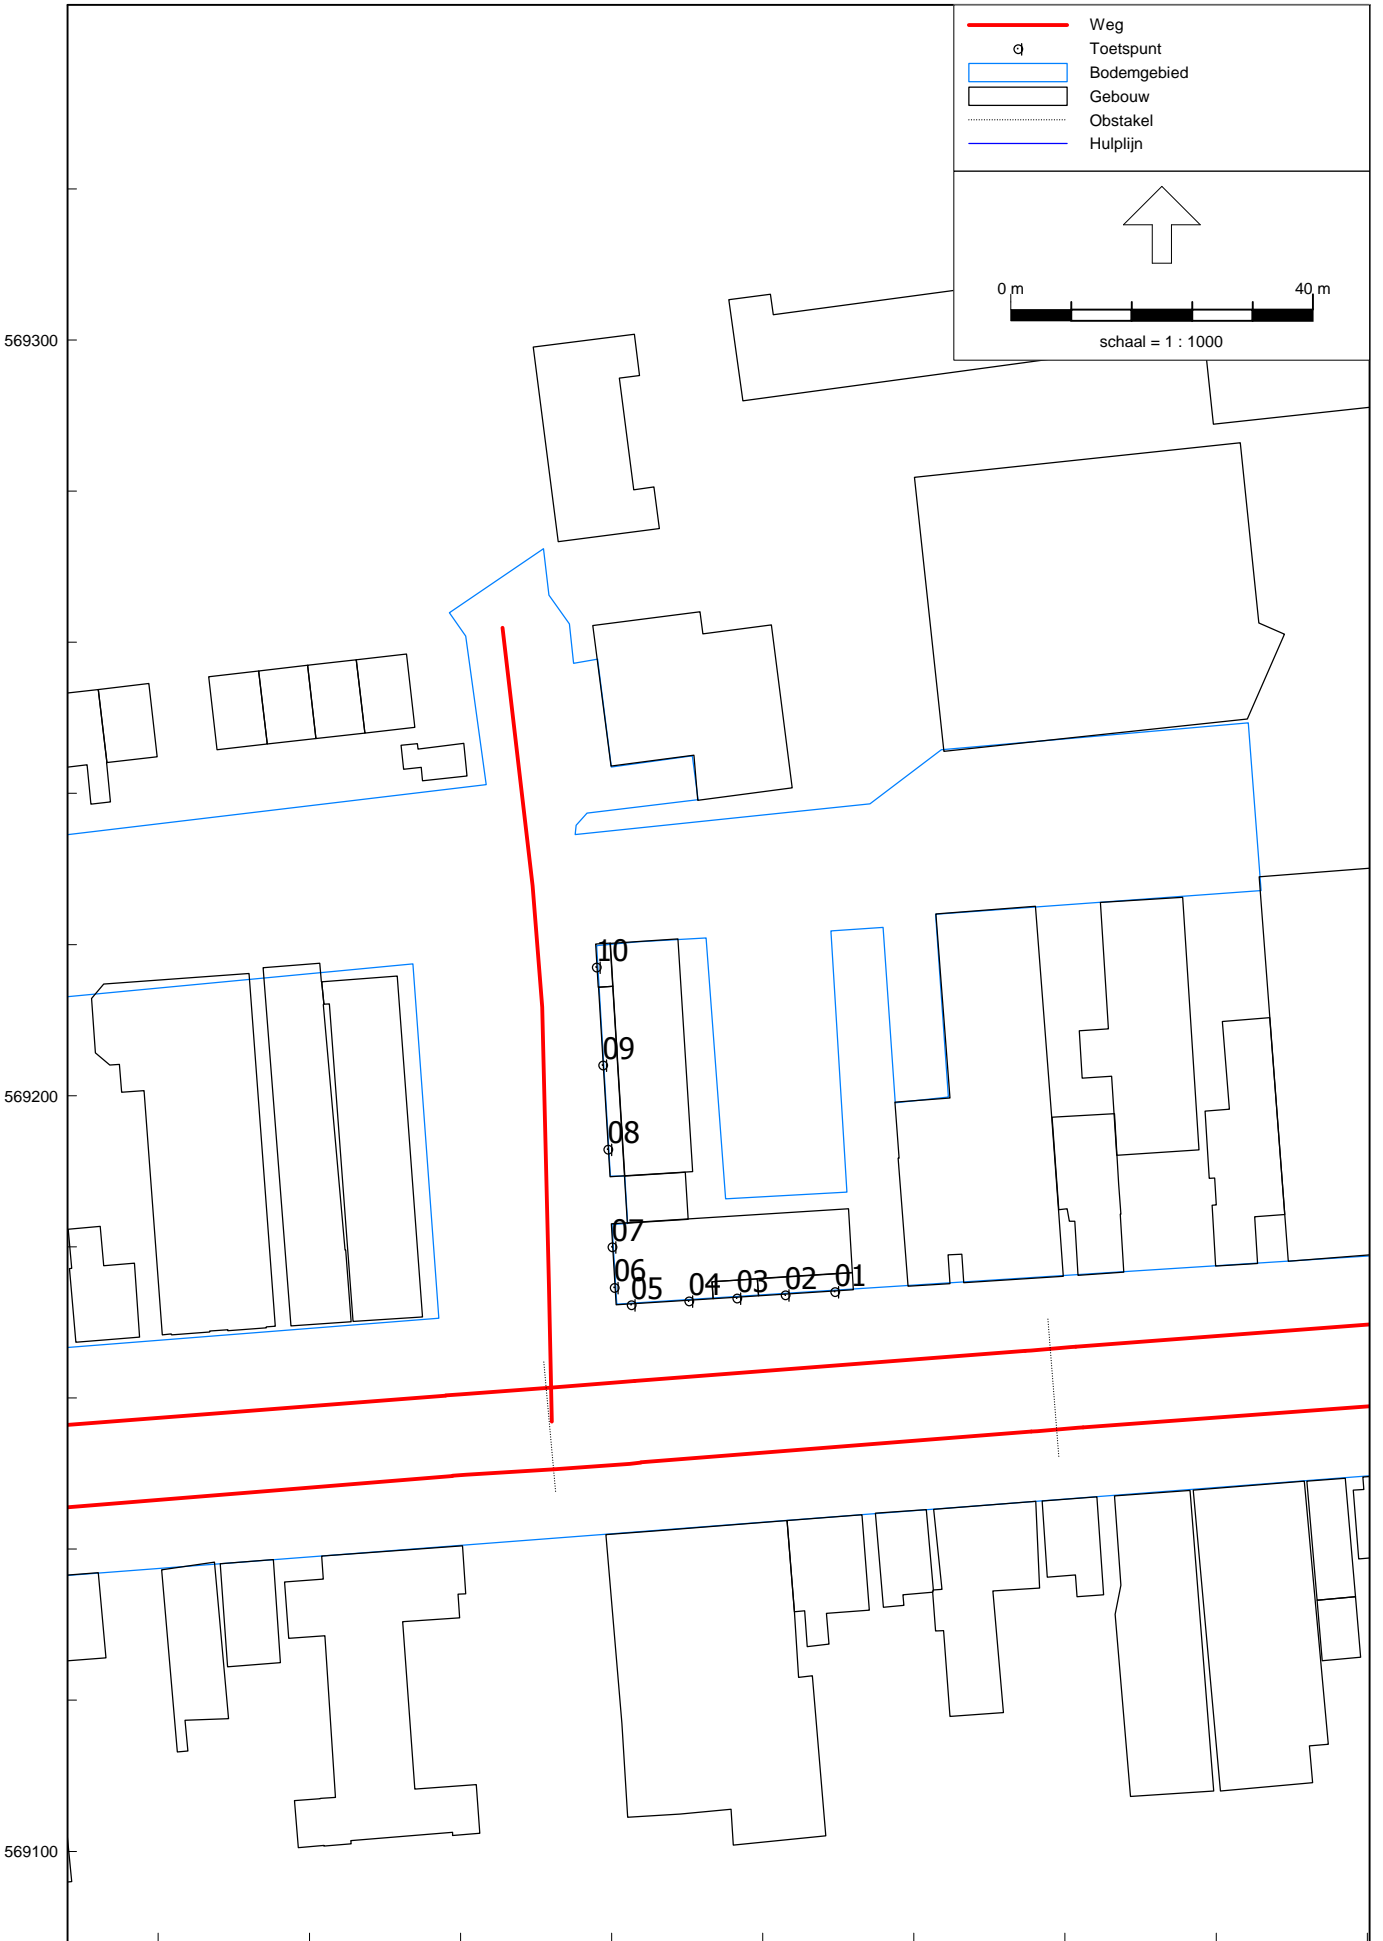 Weg
Toetspunt
Bodemgebied
Gebouw
Obstakel
Hulplijn
0 m 40 m
schaal = 1 : 1000
569300
10
09
569200
08
07
06
05 04 03 02 01
569100